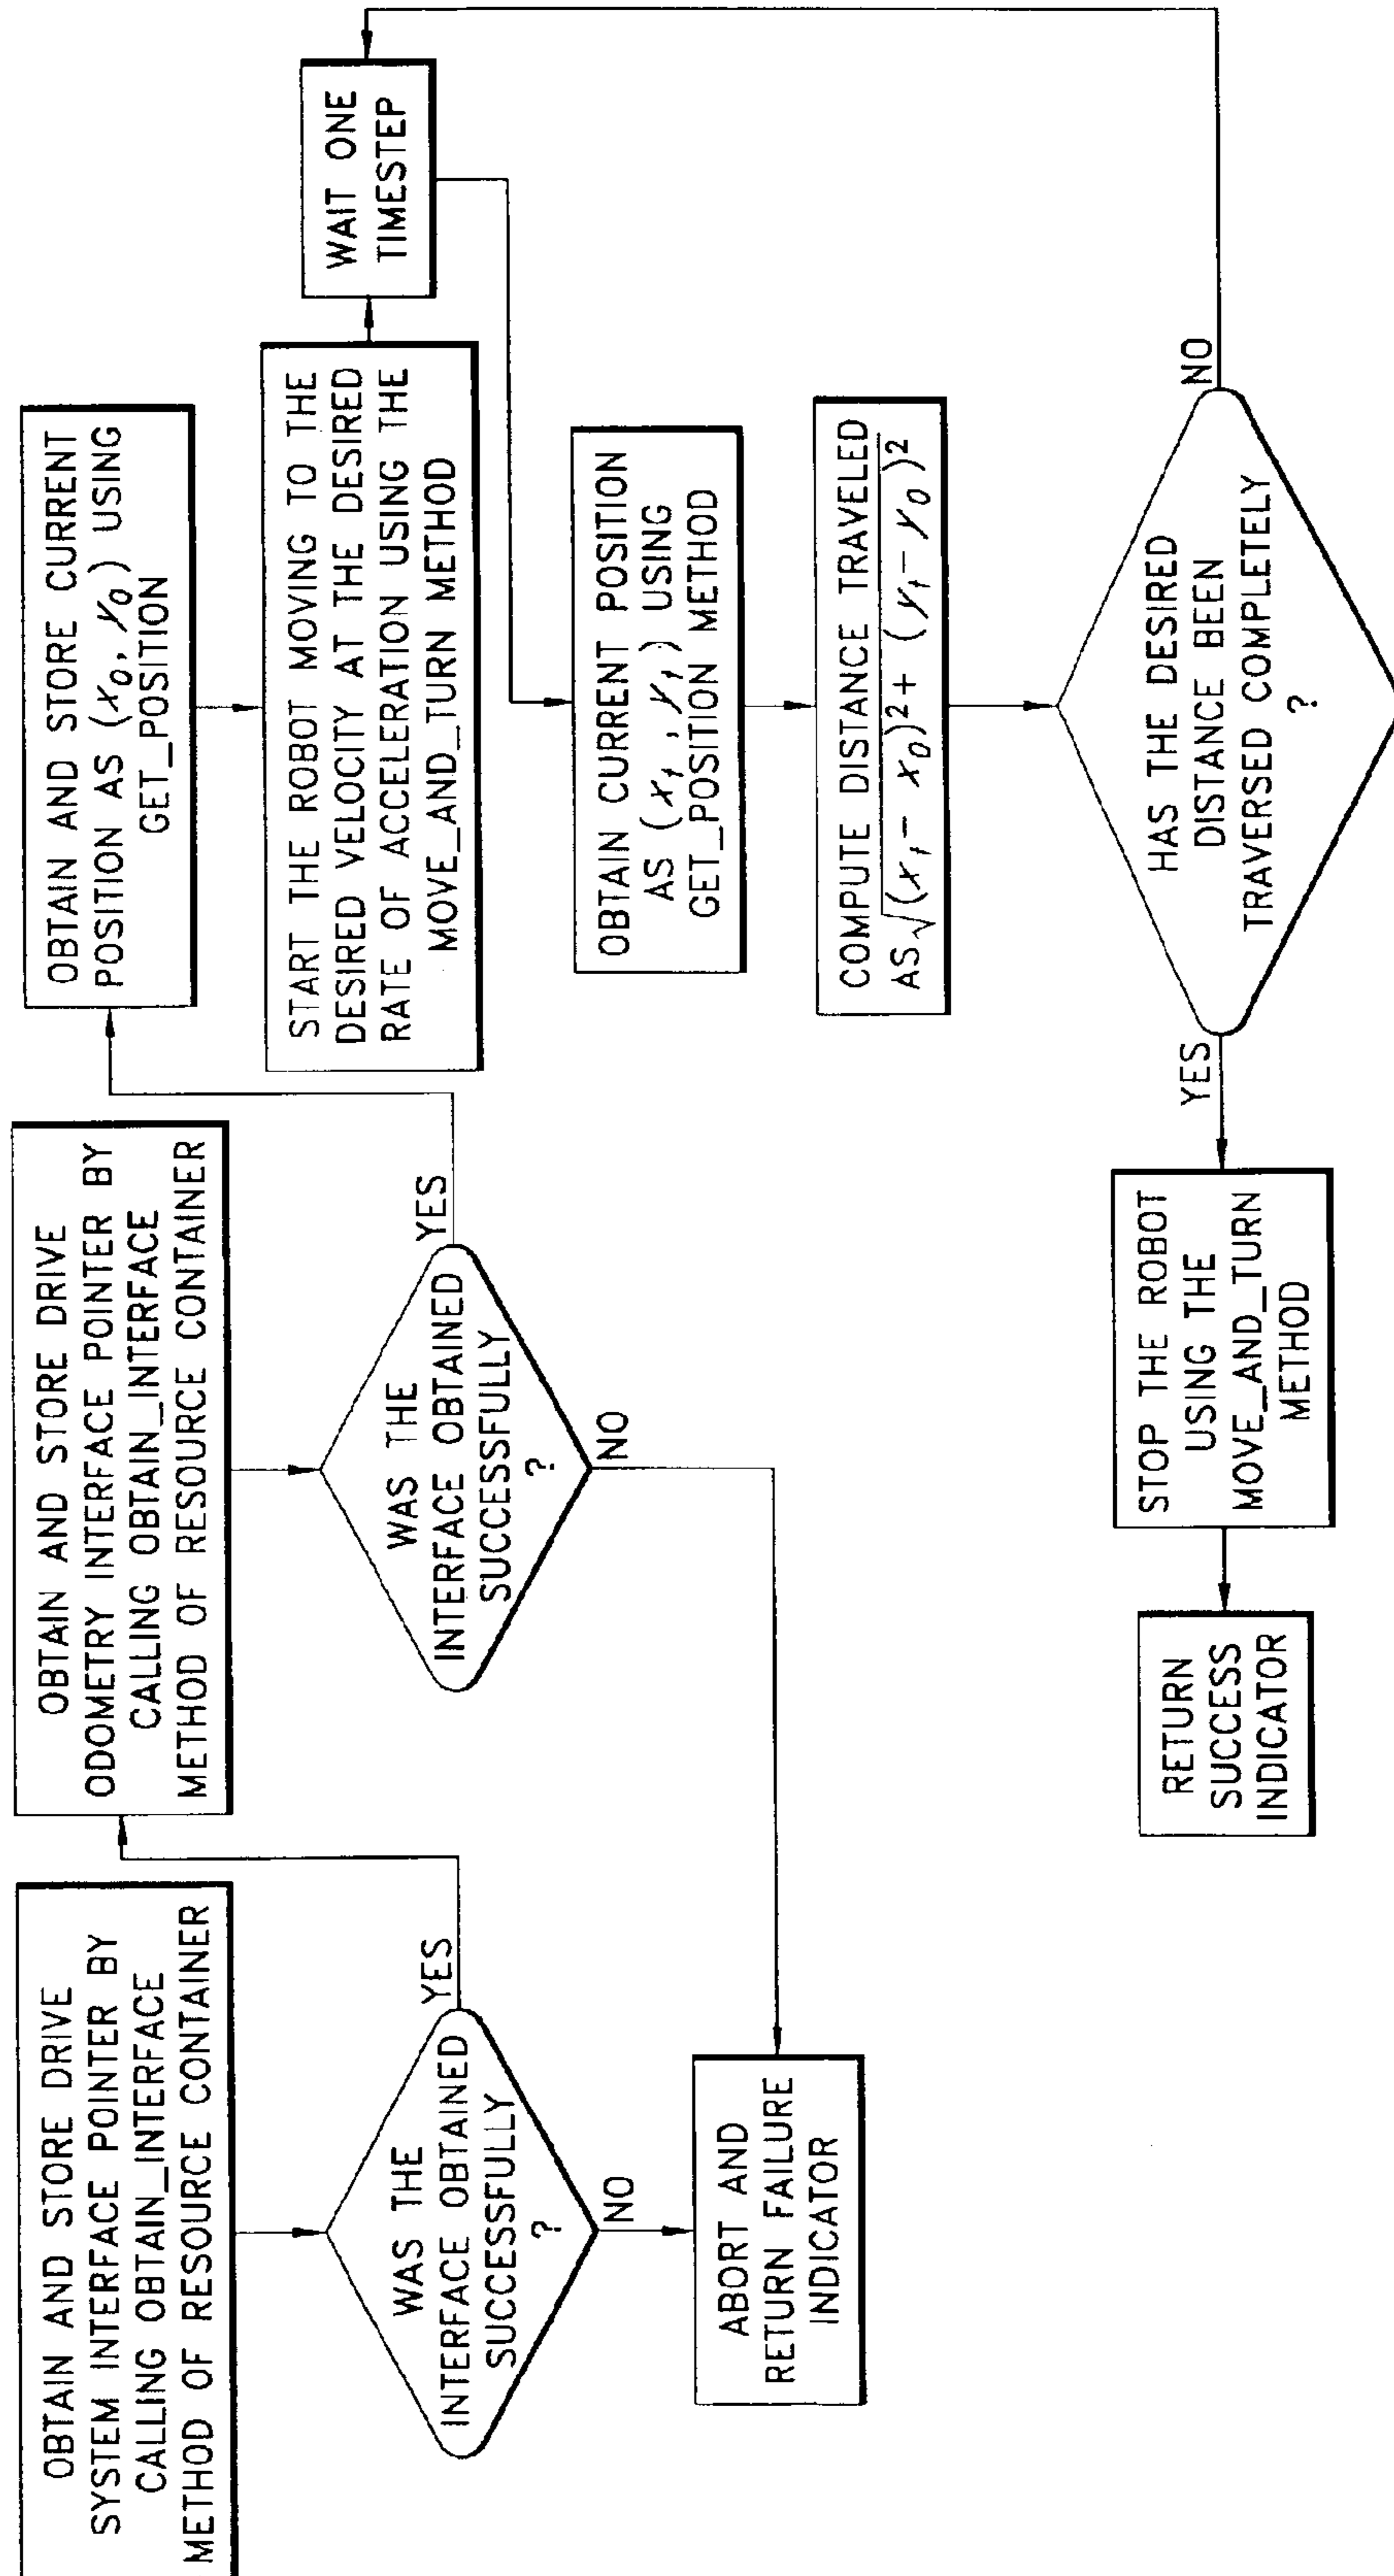 OBTAIN AND STORE DRIVE
SYSTEM INTERFACE POINTER BY
CALLING OBTAIN_INTERFACE
METHOD OF RESOURCE CONTAINER
WAS THE
INTERFACE OBTAINED
SUCCESSFULLY
?
YES
NO
ABORT AND
RETURN FAILURE
INDICATOR
OBTAIN AND STORE DRIVE
ODOMETRY INTERFACE POINTER BY
CALLING OBTAIN_INTERFACE
METHOD OF RESOURCE CONTAINER
WAS THE
INTERFACE OBTAINED
SUCCESSFULLY
?
YES
NO
OBTAIN AND STORE CURRENT
POSITION AS (x₀, y₀) USING
GET_POSITION
START THE ROBOT MOVING TO THE
DESIRED VELOCITY AT THE DESIRED
RATE OF ACCELERATION USING THE
MOVE_AND_TURN METHOD
WAIT ONE
TIMESTEP
OBTAIN CURRENT POSITION
AS (x₁, y₁) USING
GET_POSITION METHOD
COMPUTE DISTANCE TRAVELED
AS √(x₁ − x₀)² + (y₁ − y₀)²
HAS THE DESIRED
DISTANCE BEEN
TRAVERSED COMPLETELY
?
NO
YES
STOP THE ROBOT
USING THE
MOVE_AND_TURN
METHOD
RETURN
SUCCESS
INDICATOR